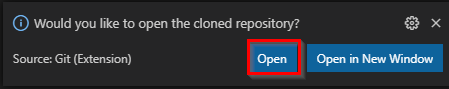 Would you like to open the cloned repository?
Source: Git (Extension) Open Open in New Window